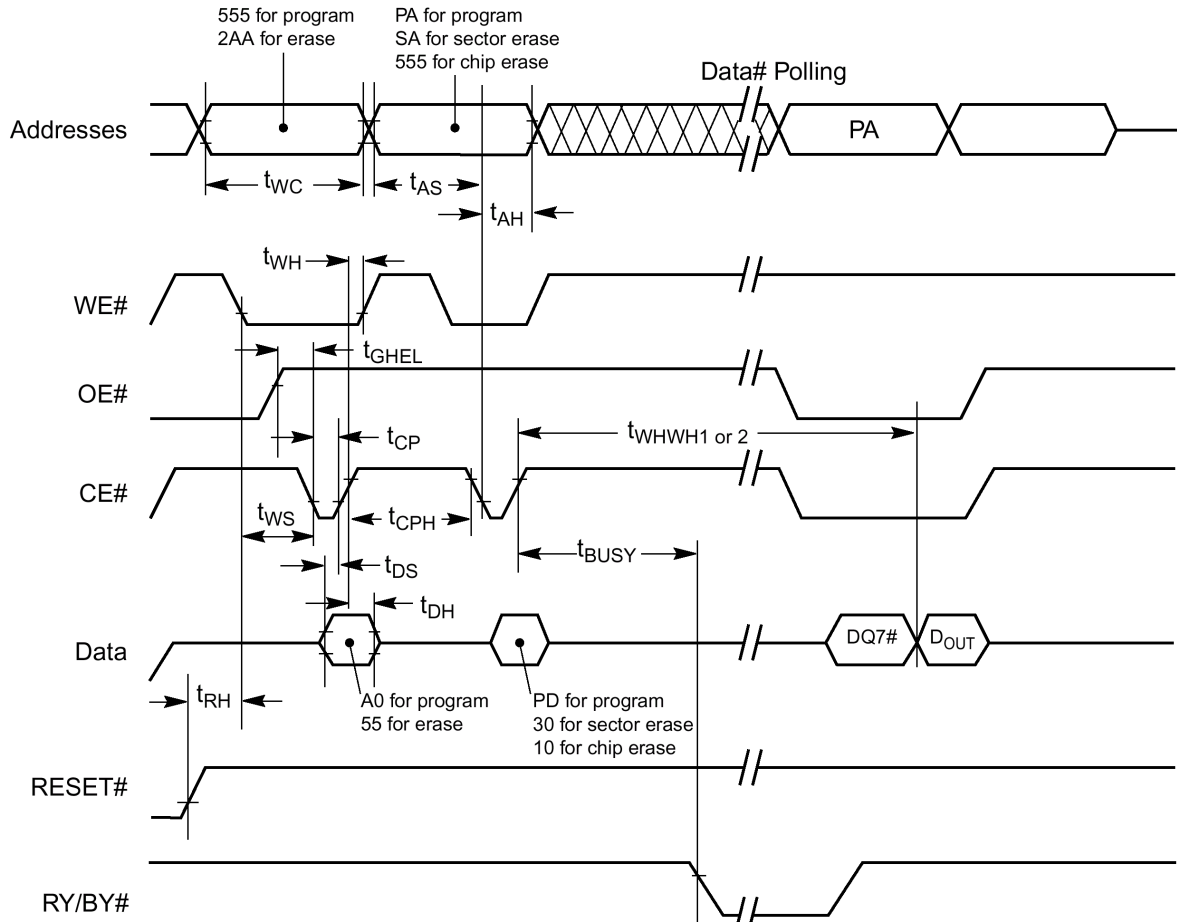 555 for program
2AA for erase
PA for program
SA for sector erase
555 for chip erase
Data# Polling
Addresses
PA
tWC
tAS
tAH
tWH
WE#
tGHEL
OE#
tCP
tWHWH1 or 2
CE#
tWS
tCPH
tBUSY
tDS
tDH
Data
DQ7#
DOUT
tRH
A0 for program
55 for erase
PD for program
30 for sector erase
10 for chip erase
RESET#
RY/BY#